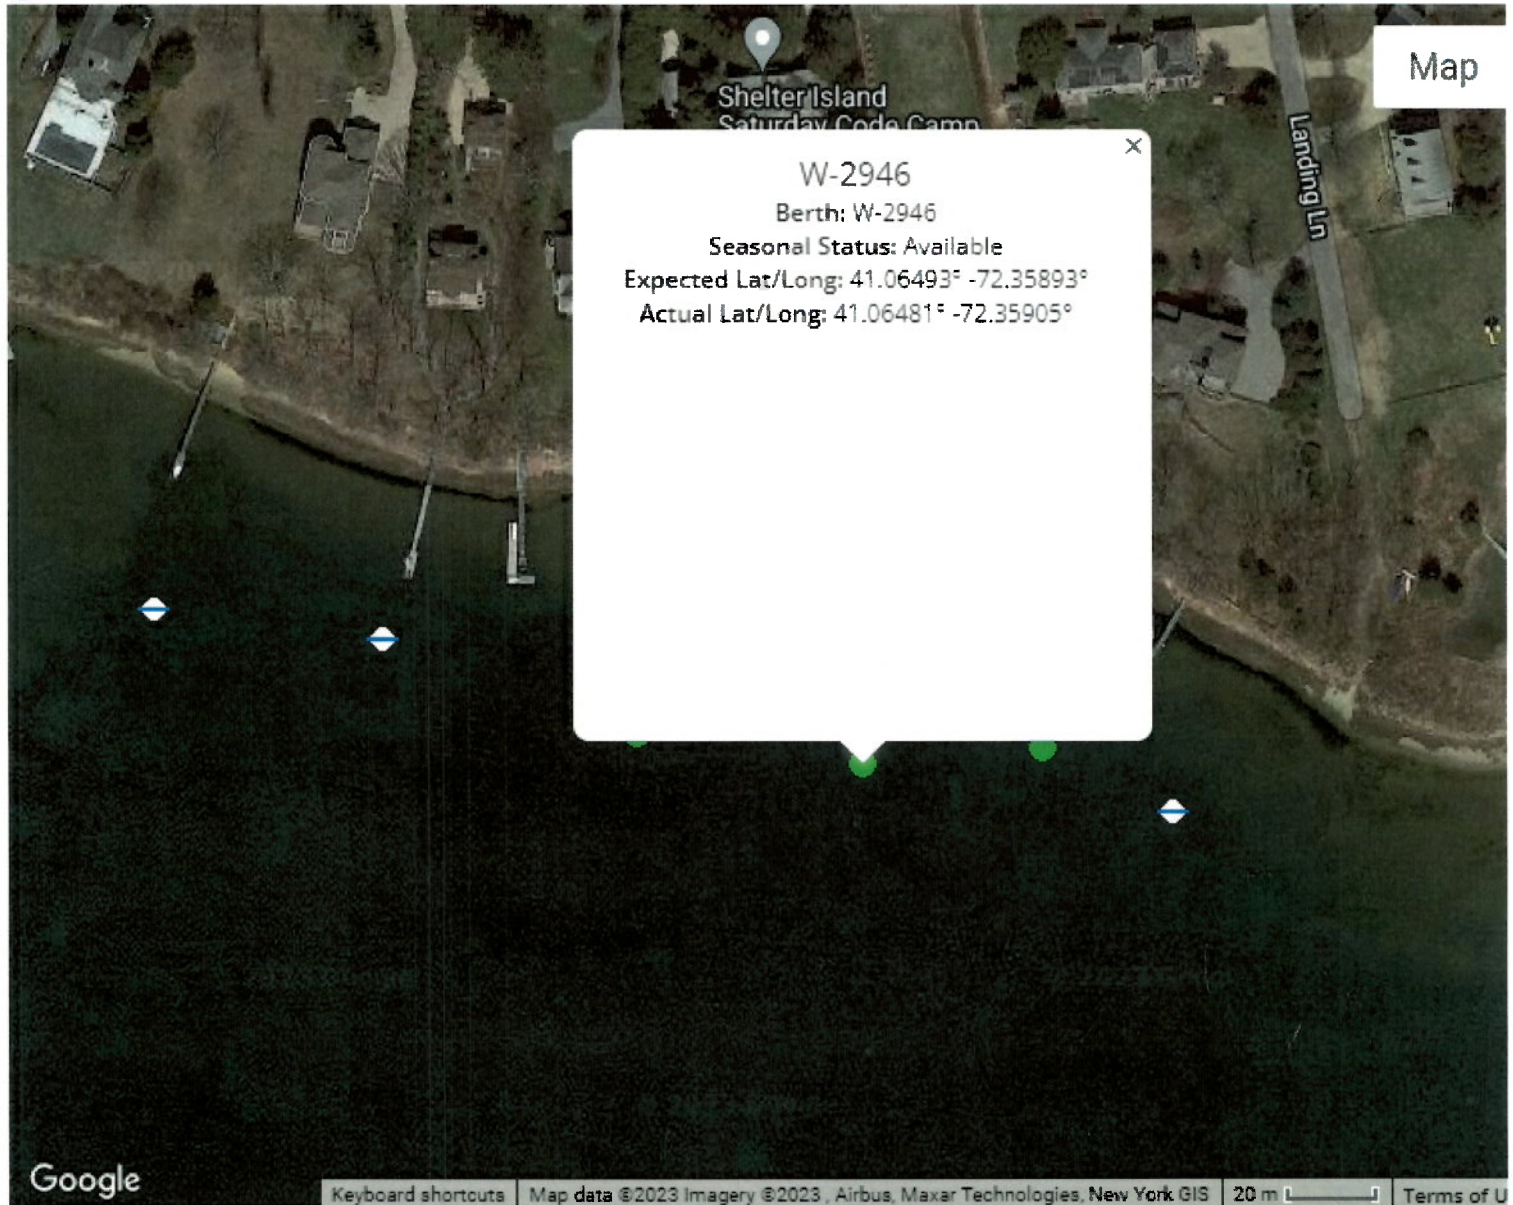 Map
Shelter Island
Saturday Code Camp
Landing Ln
×
W-2946
Berth: W-2946
Seasonal Status: Available
Expected Lat/Long: 41.06493° -72.35893°
Actual Lat/Long: 41.06481° -72.35905°
Google
Keyboard shortcuts
Map data ©2023 Imagery ©2023 , Airbus, Maxar Technologies, New York GIS
20 m
Terms of U